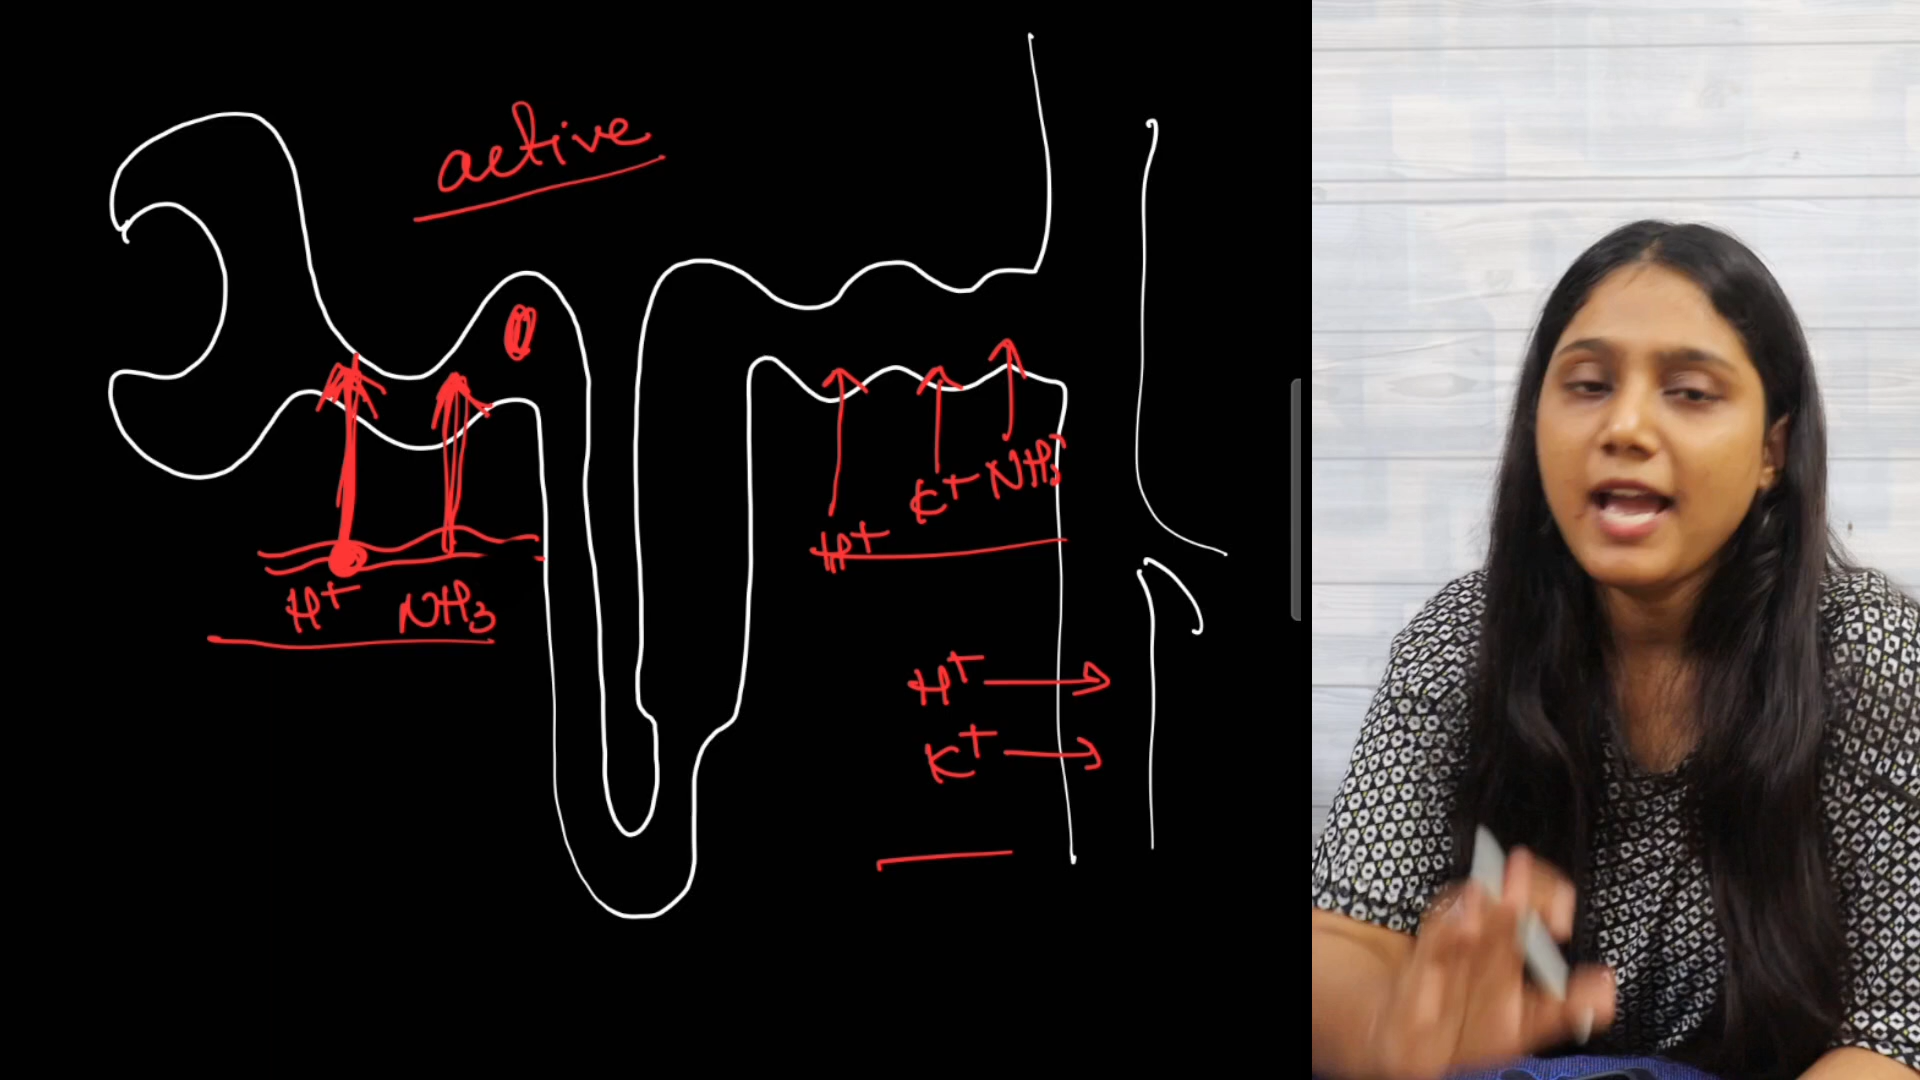 active
H+ K+ NH3
H+ NH3
H+
K+